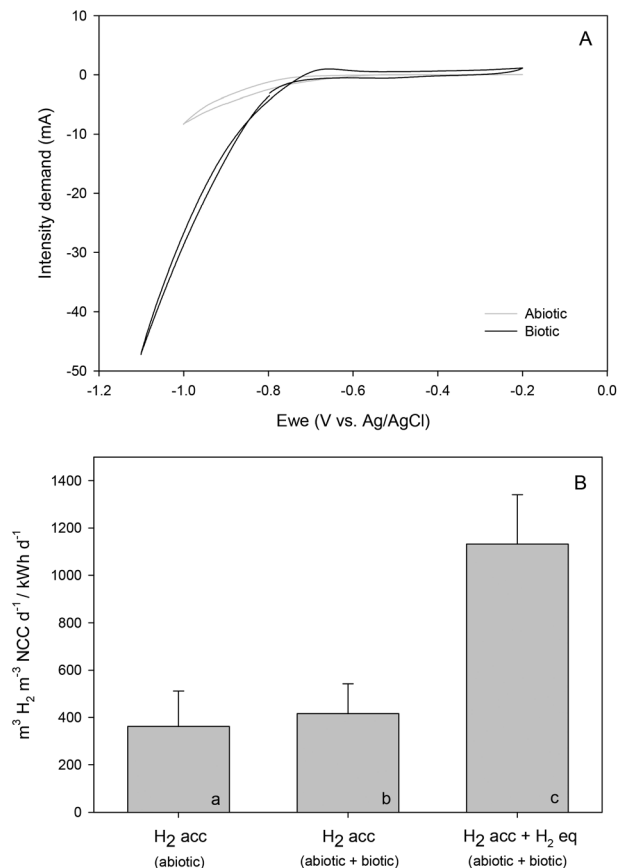 A
10
0
-10
-20
-30
-40
-50
Intensity demand (mA)
Abiotic
Biotic
-1.2 -1.0 -0.8 -0.6 -0.4 -0.2 0.0
Ewe (V vs. Ag/AgCl)
B
1400
1200
1000
800
600
400
200
0
m³ H₂ m⁻³ NCC d⁻¹ / kWh d⁻¹
a b c
H₂ acc H₂ acc H₂ acc + H₂ eq
(abiotic) (abiotic + biotic) (abiotic + biotic)